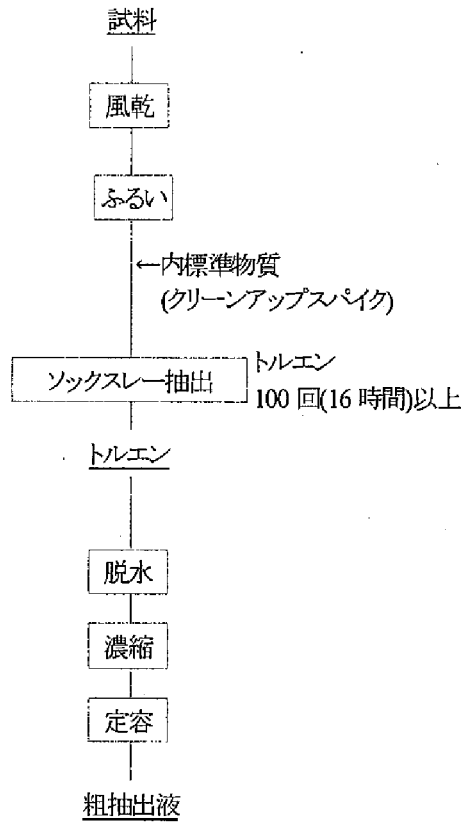 試料
風乾
ふるい
←内標準物質
(クリーンアップスパイク)
ソックスレー抽出
トルエン
100 回(16 時間)以上
トルエン
脱水
濃縮
定容
粗抽出液